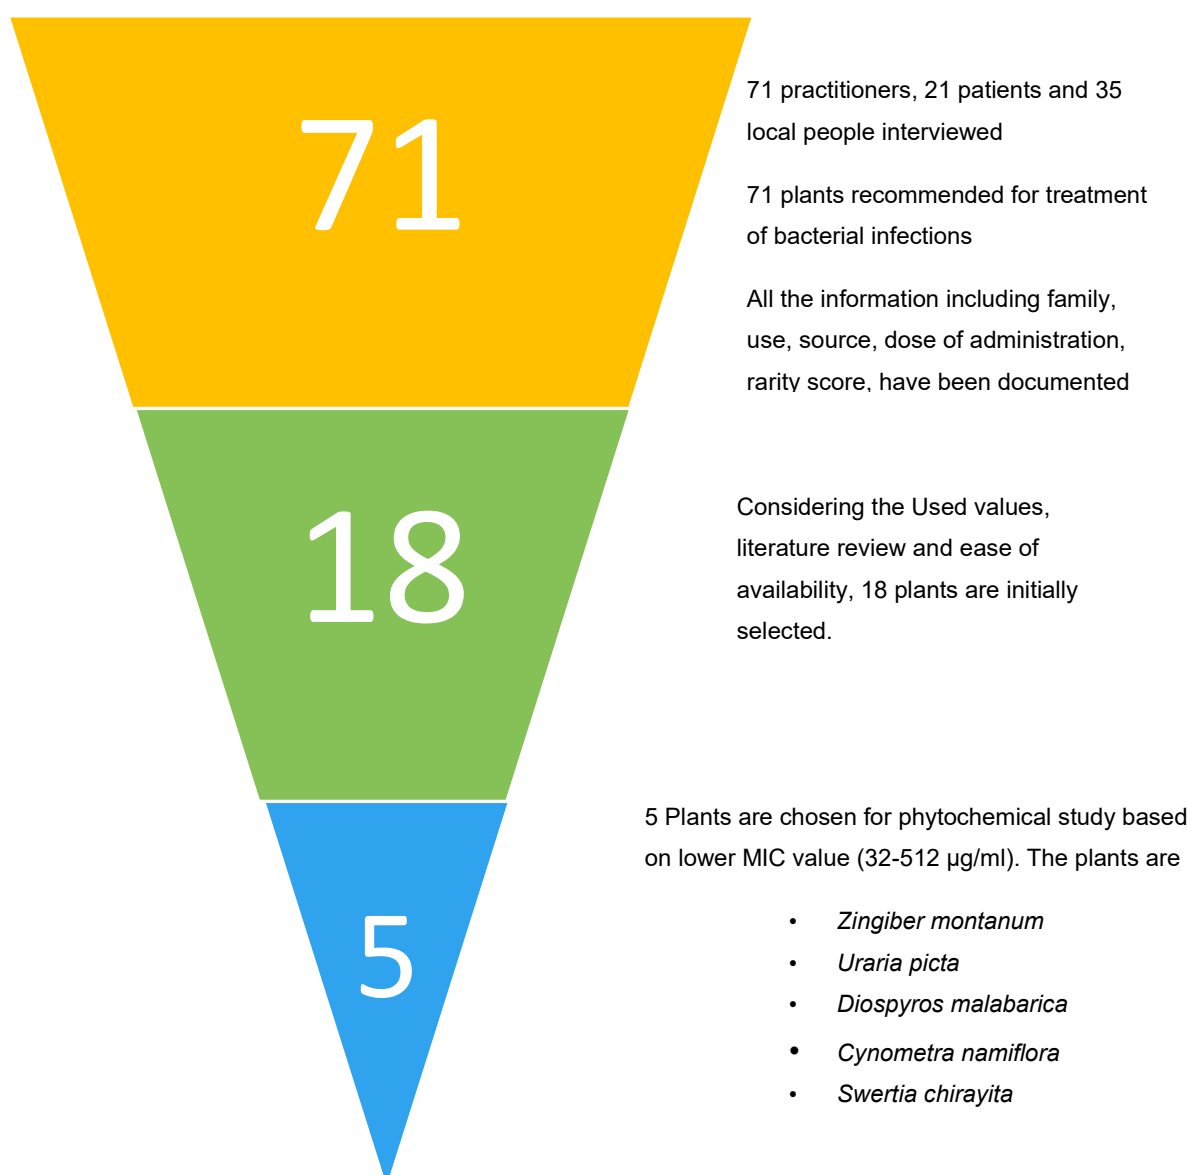 71
71 practitioners, 21 patients and 35
local people interviewed
71 plants recommended for treatment
of bacterial infections
All the information including family,
use, source, dose of administration,
rarity score, have been documented
18
Considering the Used values,
literature review and ease of
availability, 18 plants are initially
selected.
5
5 Plants are chosen for phytochemical study based
on lower MIC value (32-512 µg/ml). The plants are
• Zingiber montanum
• Uraria picta
• Diospyros malabarica
• Cynometra namiflora
• Swertia chirayita